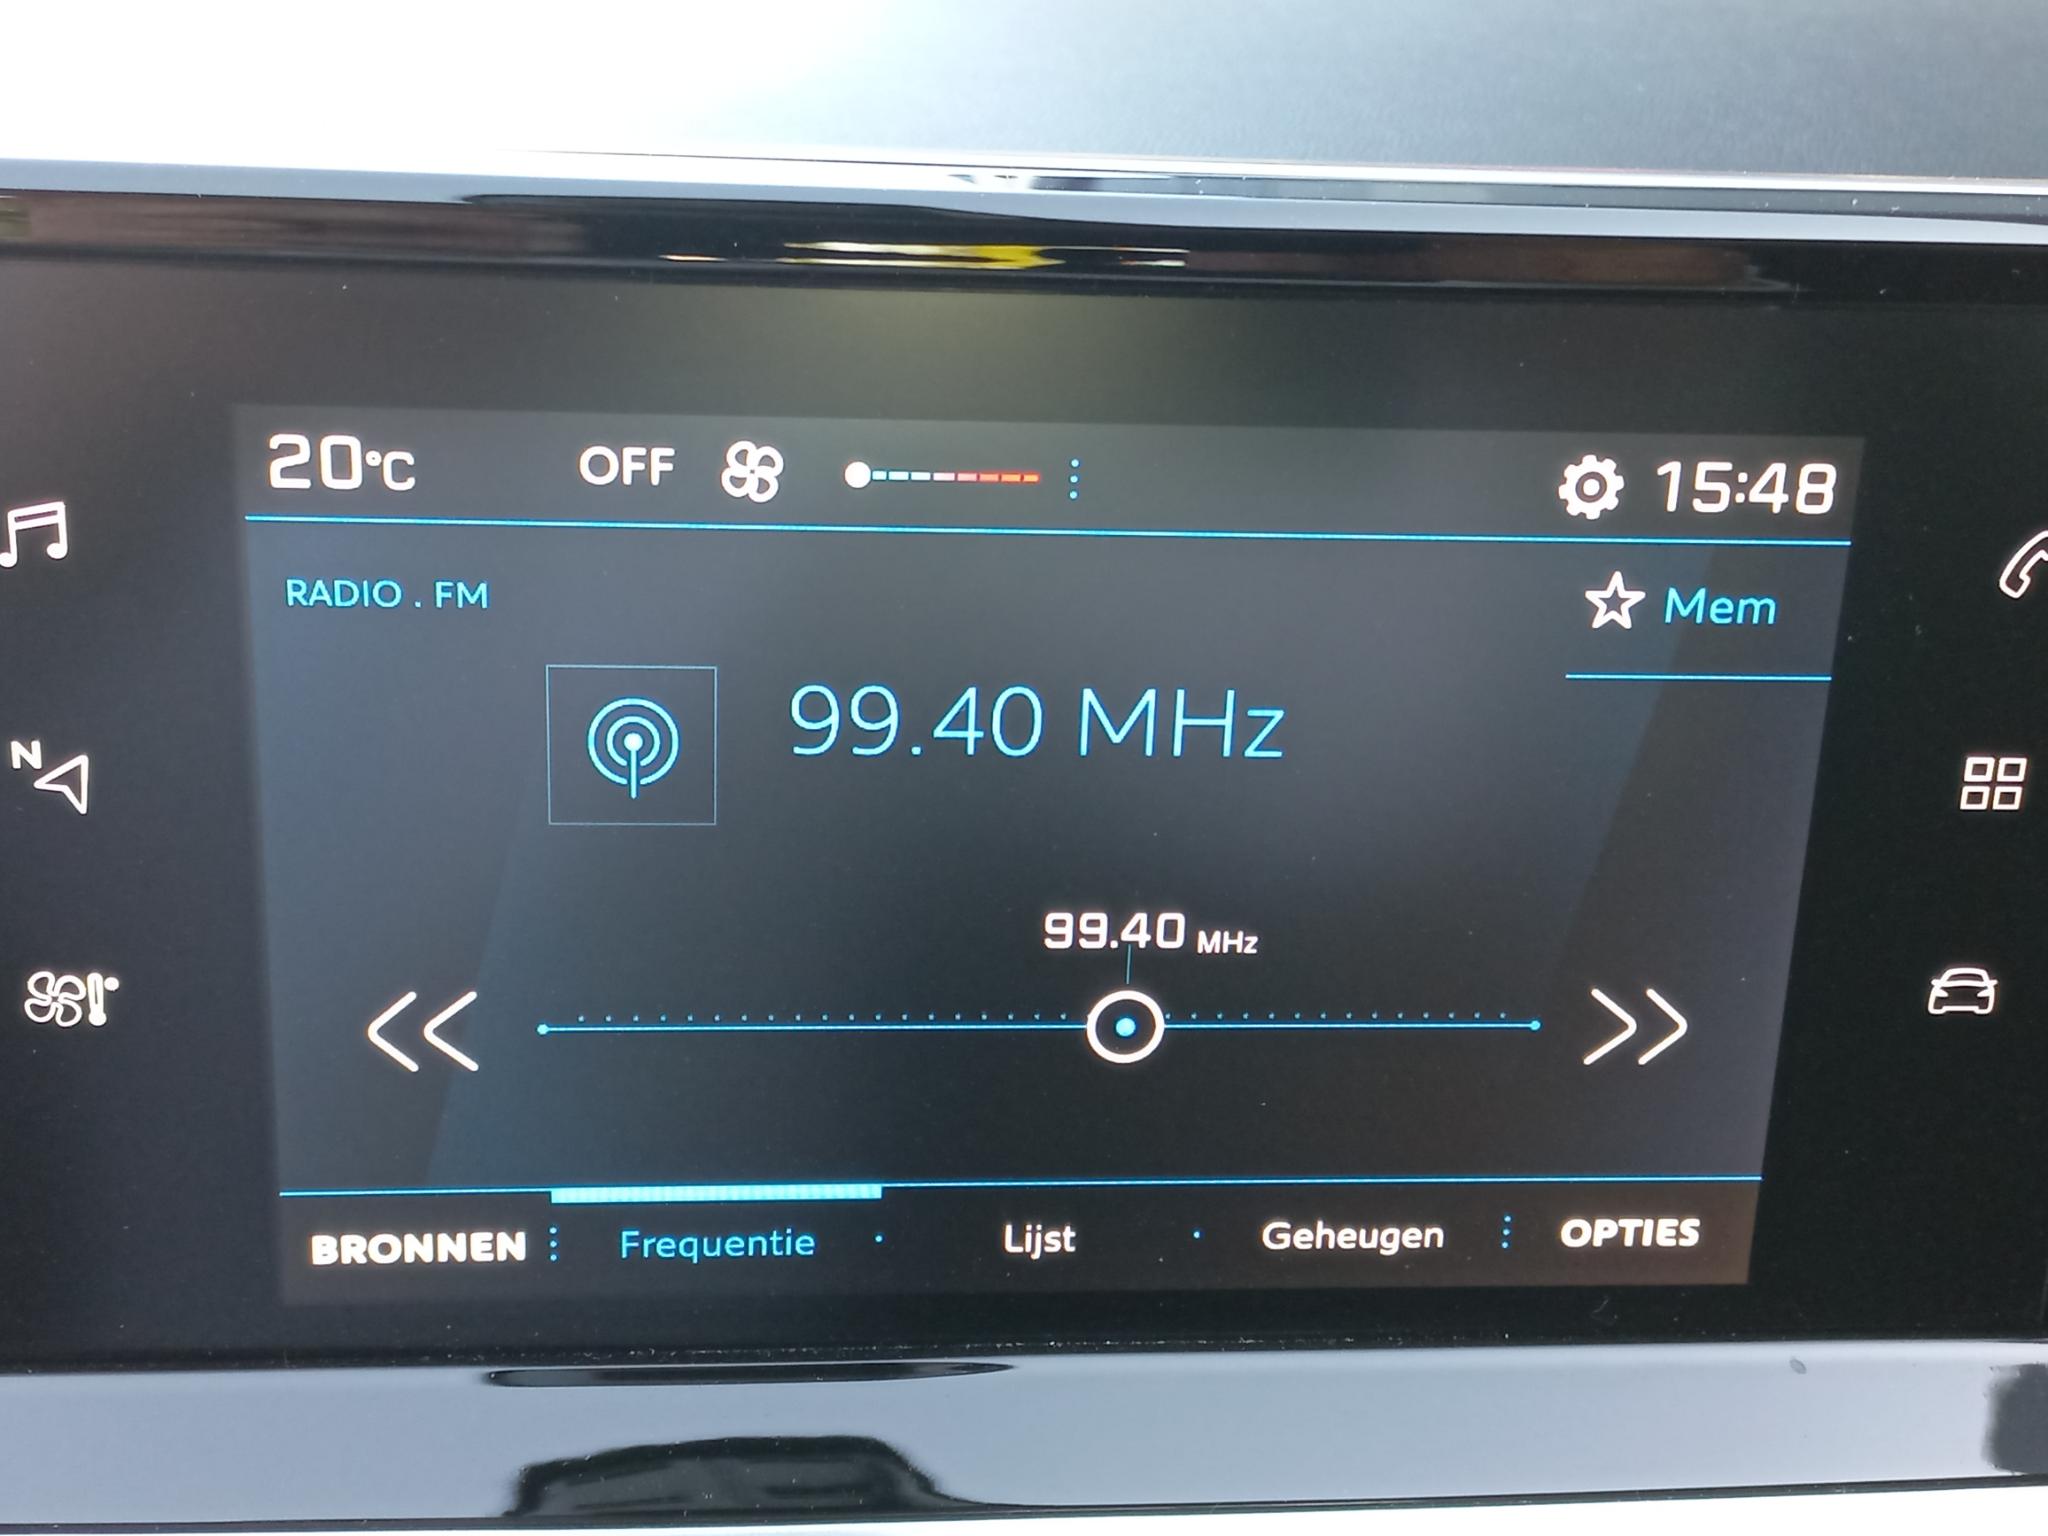 20°C OFF 15:48
RADIO . FM
Mem
99.40 MHz
N
99.40 MHz
BRONNEN Frequentie Lijst Geheugen OPTIES